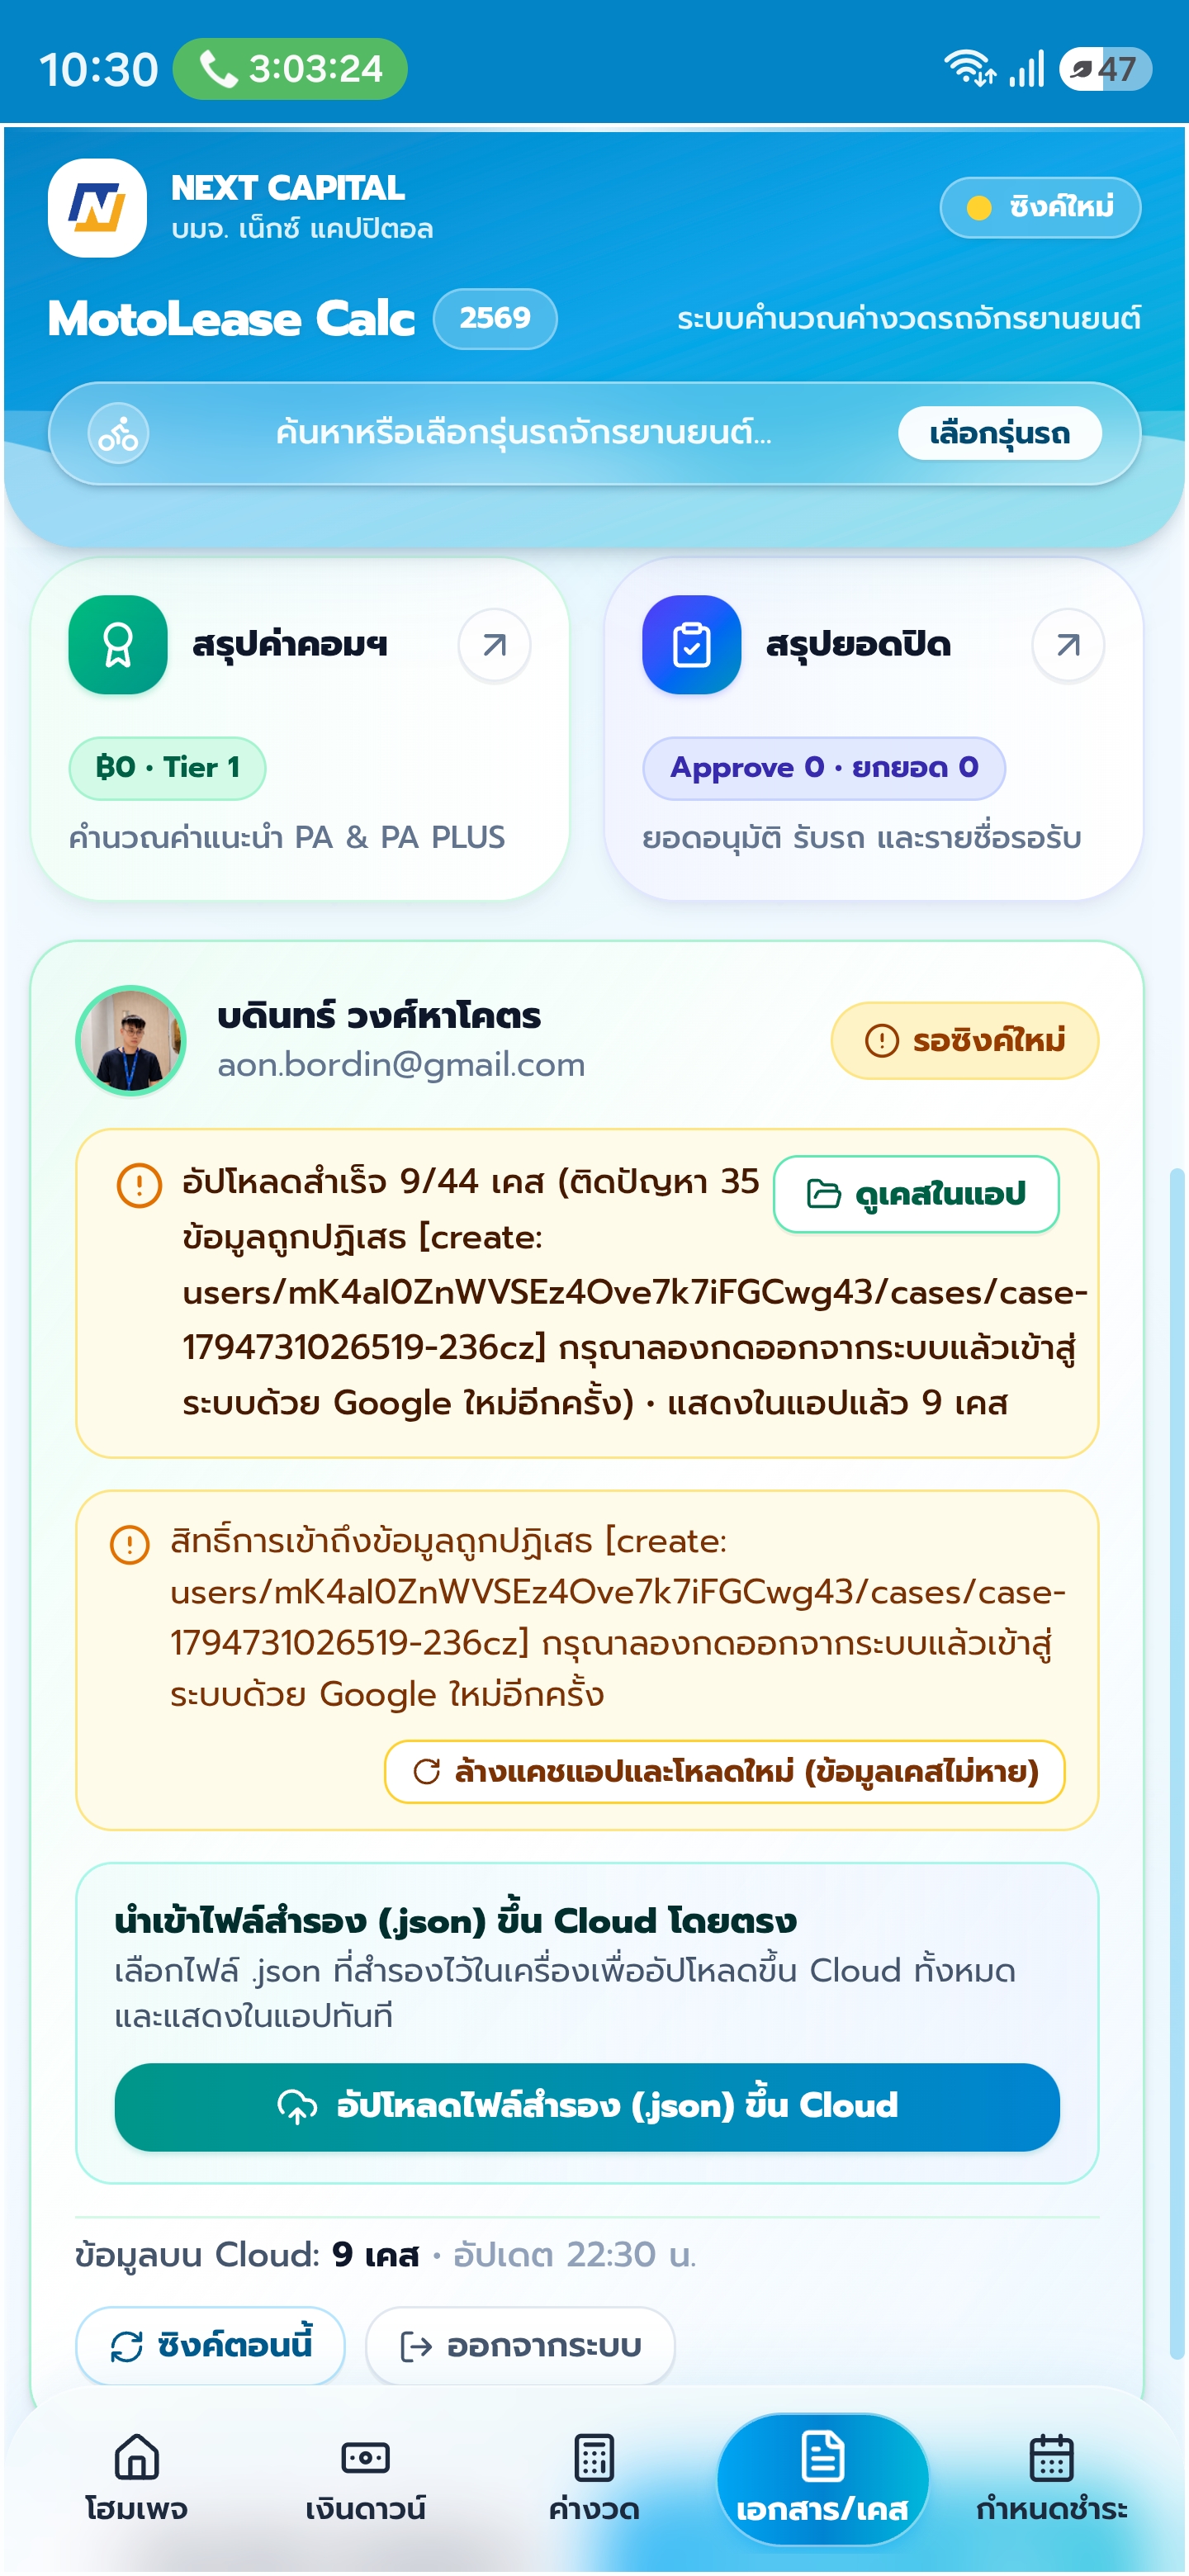 10:30
3:03:24
47
NEXT CAPITAL
บมจ. เน็กซ์ แคปปิตอล
ซิงค์ใหม่
MotoLease Calc
2569
ระบบคำนวณค่างวดรถจักรยานยนต์
ค้นหาหรือเลือกรุ่นรถจักรยานยนต์...
เลือกรุ่นรถ
สรุปค่าคอมฯ
฿0 · Tier 1
คำนวณค่าแนะนำ PA & PA PLUS
สรุปยอดปิด
Approve 0 · ยกยอด 0
ยอดอนุมัติ รับรถ และรายชื่อรอรับ
บดินทร์ วงศ์หาโคตร
aon.bordin@gmail.com
รอซิงค์ใหม่
อัปโหลดสำเร็จ 9/44 เคส (ติดปัญหา 35
ดูเคสในแอป
ข้อมูลถูกปฏิเสธ [create:
users/mK4al0ZnWVSEz4Ove7k7iFGCwg43/cases/case-
1794731026519-236cz] กรุณาลองกดออกจากระบบแล้วเข้าสู่
ระบบด้วย Google ใหม่อีกครั้ง) · แสดงในแอปแล้ว 9 เคส
สิทธิ์การเข้าถึงข้อมูลถูกปฏิเสธ [create:
users/mK4al0ZnWVSEz4Ove7k7iFGCwg43/cases/case-
1794731026519-236cz] กรุณาลองกดออกจากระบบแล้วเข้าสู่
ระบบด้วย Google ใหม่อีกครั้ง
ล้างแคชแอปและโหลดใหม่ (ข้อมูลเคสไม่หาย)
นำเข้าไฟล์สำรอง (.json) ขึ้น Cloud โดยตรง
เลือกไฟล์ .json ที่สำรองไว้ในเครื่องเพื่ออัปโหลดขึ้น Cloud ทั้งหมด
และแสดงในแอปทันที
อัปโหลดไฟล์สำรอง (.json) ขึ้น Cloud
ข้อมูลบน Cloud: 9 เคส · อัปเดต 22:30 น.
ซิงค์ตอนนี้
ออกจากระบบ
โฮมเพจ
เงินดาวน์
ค่างวด
เอกสาร/เคส
กำหนดชำระ